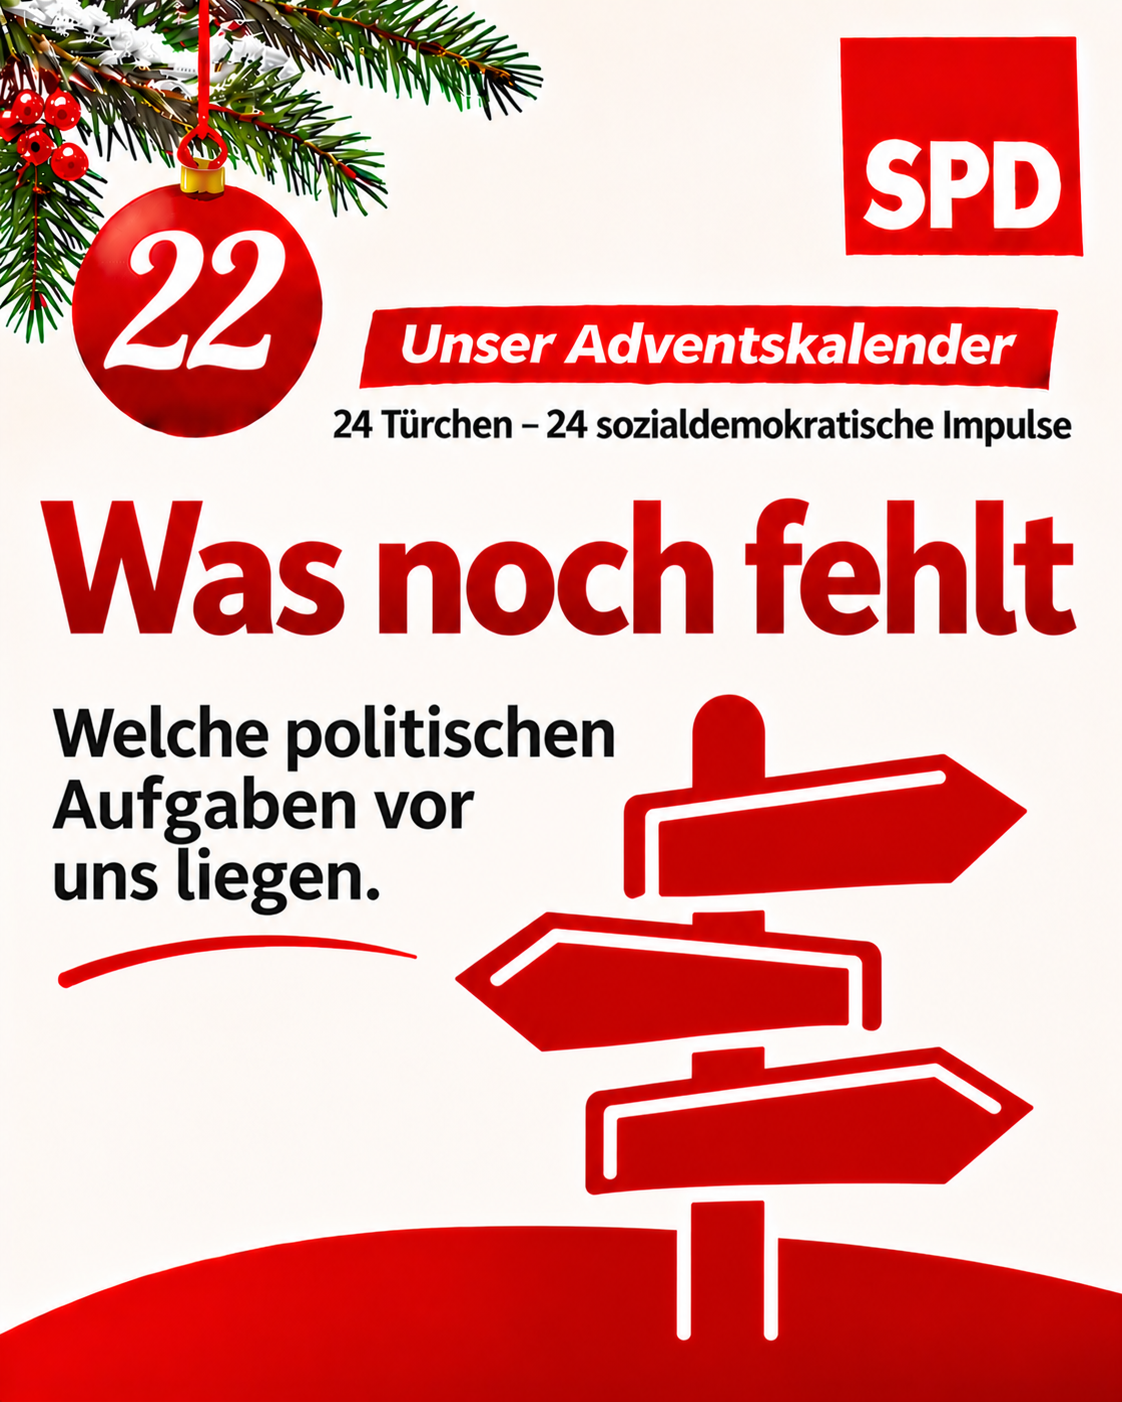 22
SPD
Unser Adventskalender
24 Türchen – 24 sozialdemokratische Impulse
Was noch fehlt
Welche politischen
Aufgaben vor
uns liegen.